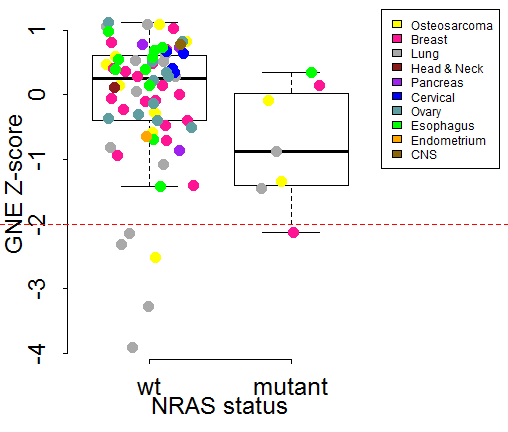 GNE Z-score
1
0
-1
-2
-3
-4
wt mutant
NRAS status
Osteosarcoma
Breast
Lung
Head & Neck
Pancreas
Cervical
Ovary
Esophagus
Endometrium
CNS